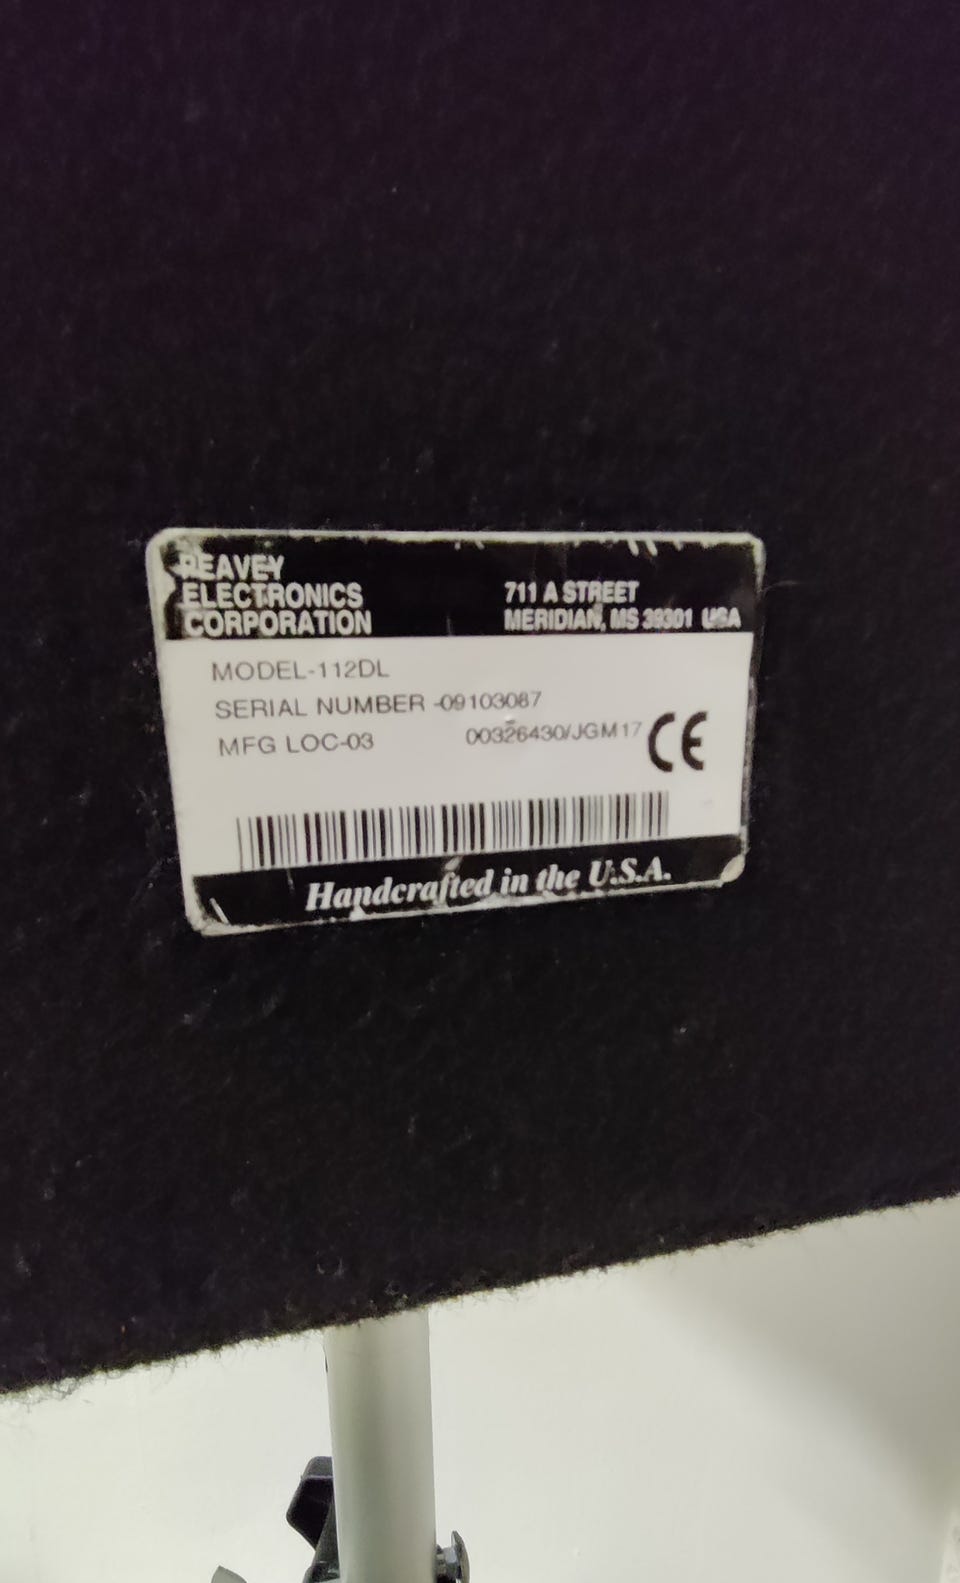 PEAVEY
ELECTRONICS
CORPORATION
711 A STREET
MERIDIAN, MS 39301 USA
MODEL-112DL
SERIAL NUMBER -09103087
MFG LOC-03
00326430/JGM17
CE
Handcrafted in the U.S.A.